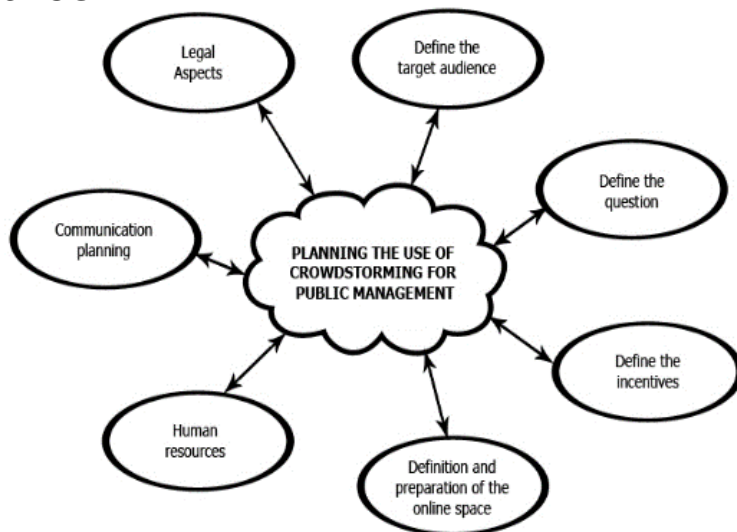 Legal
Aspects
Define the
target audience
Define the
question
Communication
planning
PLANNING THE USE OF
CROWDSTORMING FOR
PUBLIC MANAGEMENT
Define the
incentives
Human
resources
Definition and
preparation of the
online space